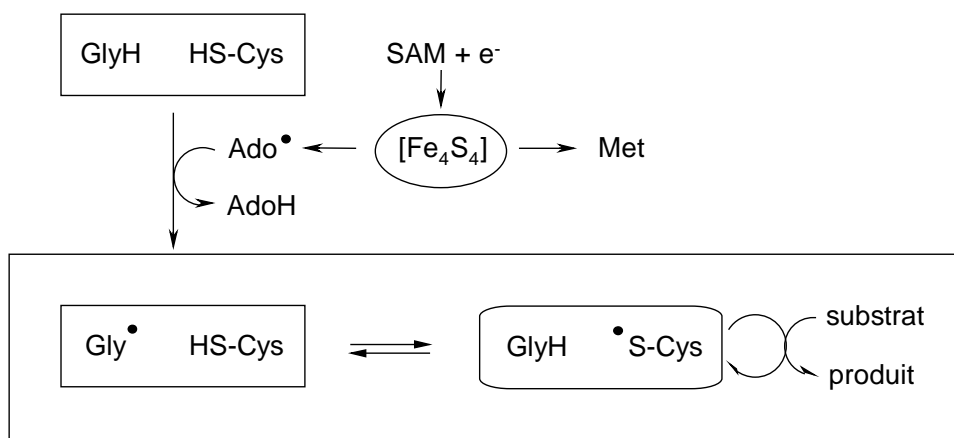 GlyH HS-Cys
SAM + e-
Ado• [Fe4S4] Met
AdoH
Gly• HS-Cys GlyH •S-Cys
substrat
produit